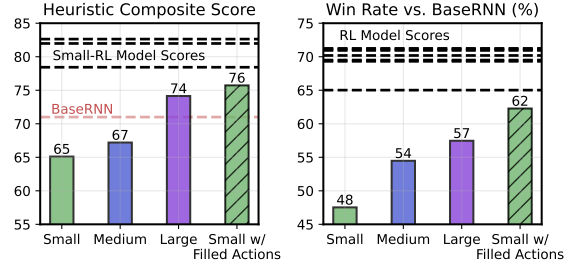 Heuristic Composite Score
85
80
75
70
65
60
55
Small-RL Model Scores
BaseRNN
65
67
74
76
Small
Medium
Large
Small w/
Filled Actions
Win Rate vs. BaseRNN (%)
75
70
65
60
55
50
45
RL Model Scores
48
54
57
62
Small
Medium
Large
Small w/
Filled Actions